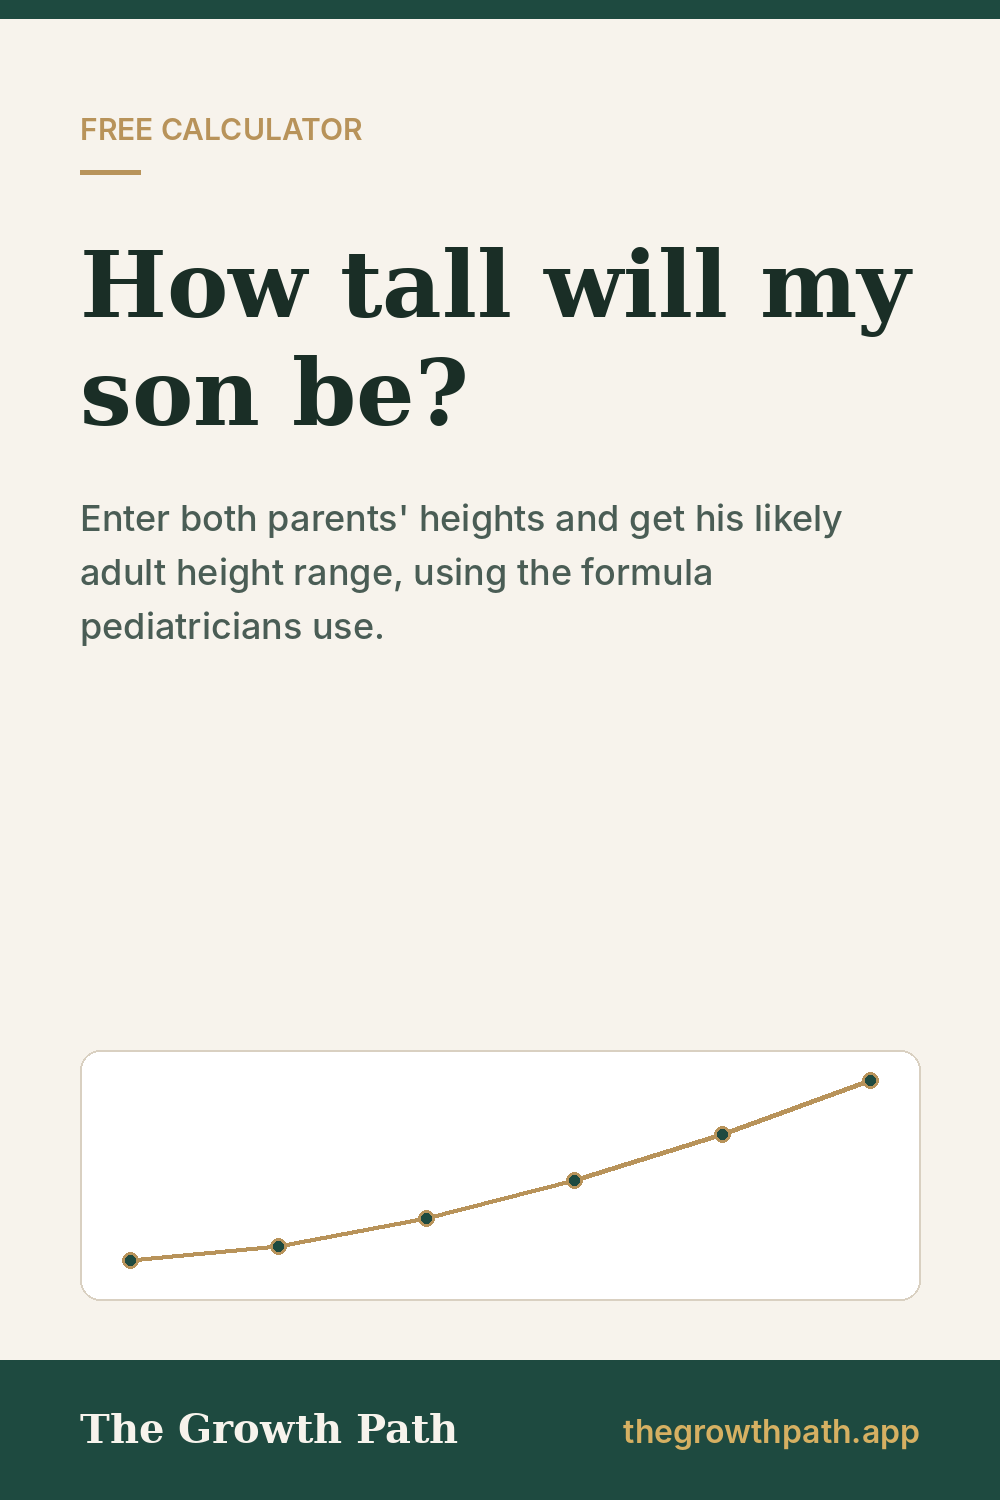 FREE CALCULATOR
How tall will my
son be?
Enter both parents' heights and get his likely
adult height range, using the formula
pediatricians use.
The Growth Path
thegrowthpath.app